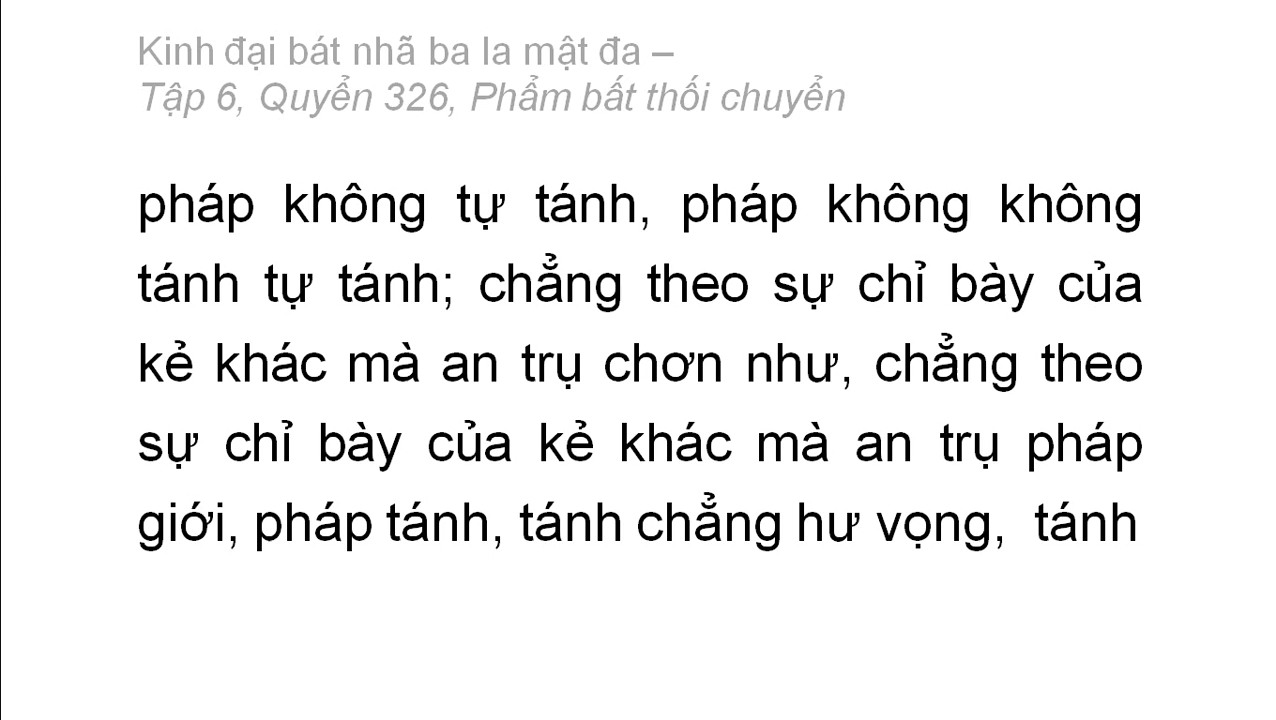 Kinh đại bát nhã ba la mật đa –
Tập 6, Quyển 326, Phẩm bất thối chuyển
pháp không tự tánh, pháp không không
tánh tự tánh; chẳng theo sự chỉ bày của
kẻ khác mà an trụ chơn như, chẳng theo
sự chỉ bày của kẻ khác mà an trụ pháp
giới, pháp tánh, tánh chẳng hư vọng, tánh